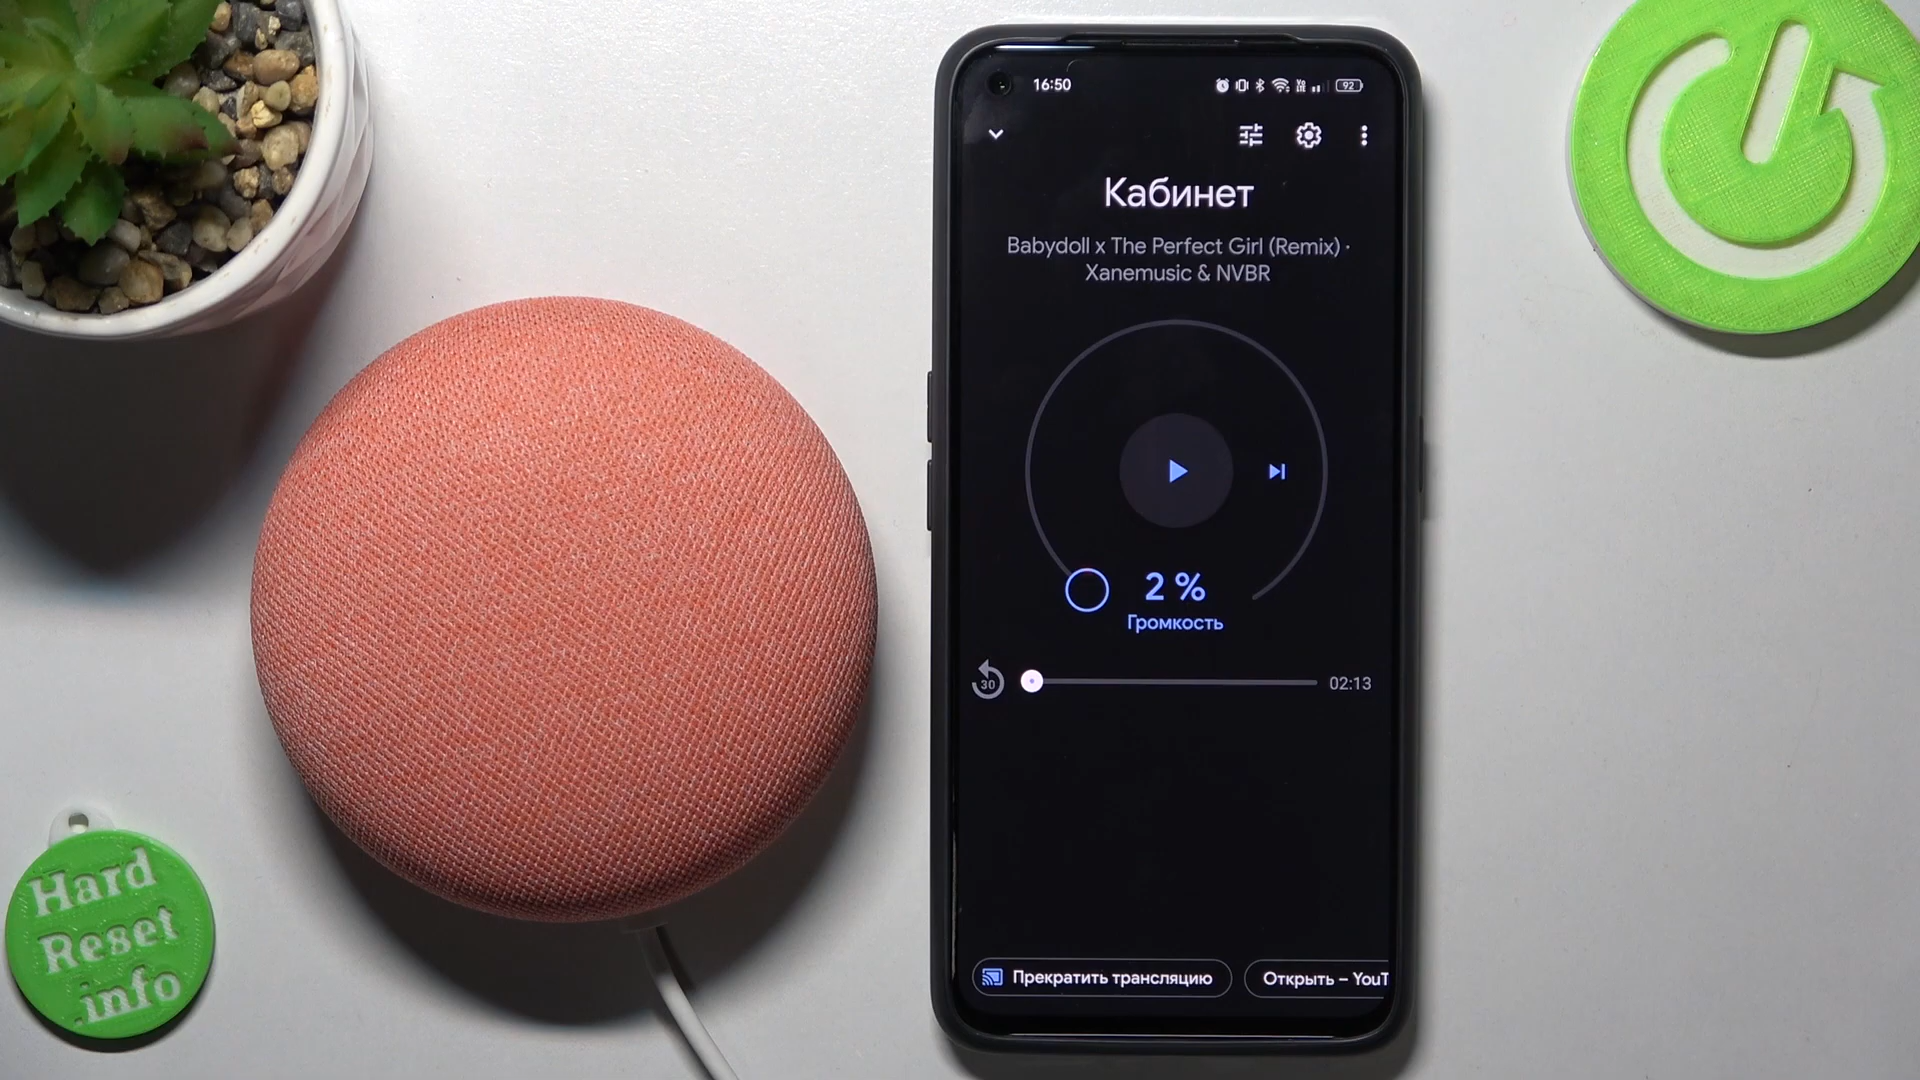 16:50
92
Кабинет
Babydoll x The Perfect Girl (Remix) ·
Xanemusic & NVBR
2 %
Громкость
30
02:13
Прекратить трансляцию
Открыть – YouT
Hard
Reset
.info